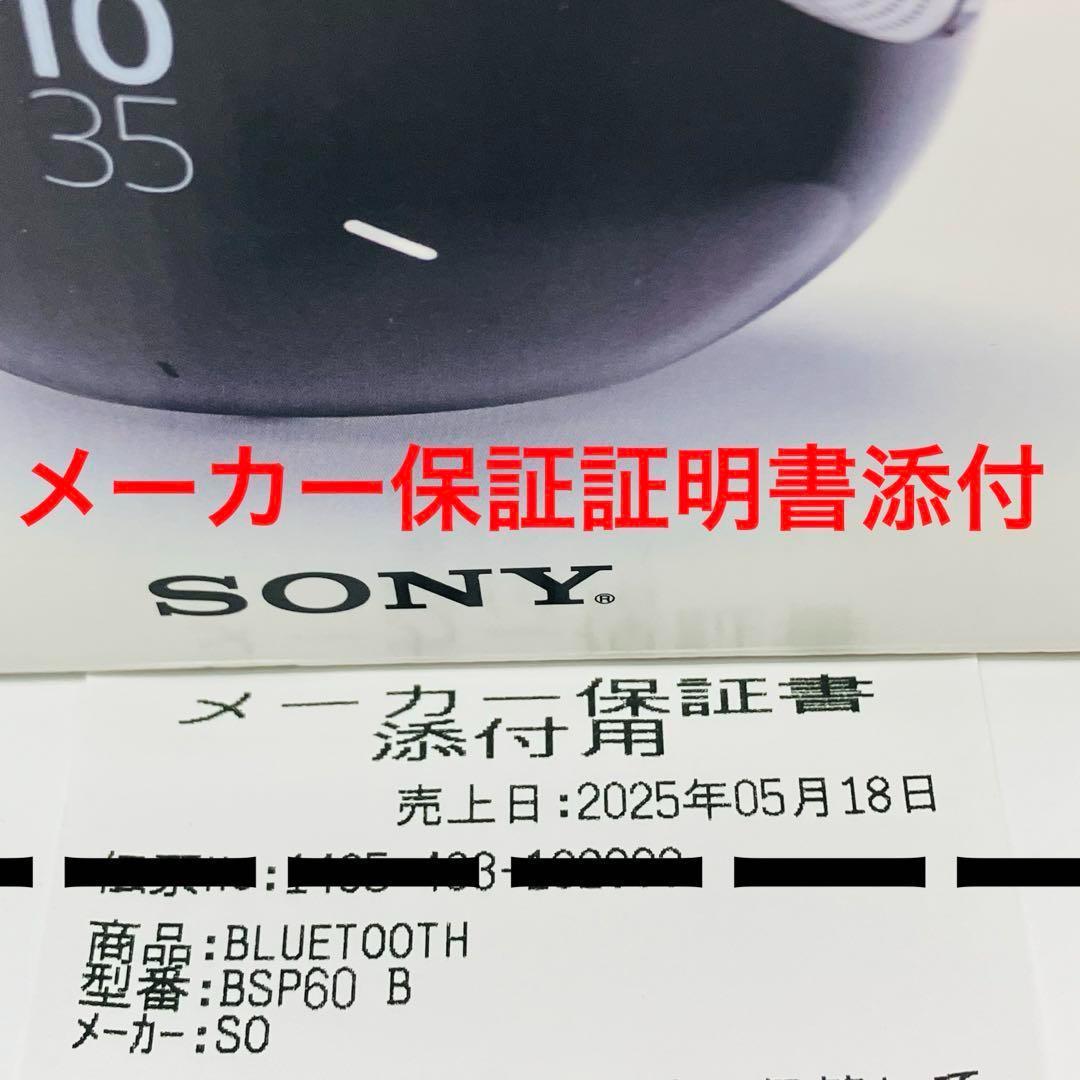 10
35
メーカー保証証明書添付
SONY®
メーカー保証書
添付用
売上日:2025年05月18日
商品:BLUETOOTH
型番:BSP60 B
メーカー:SO